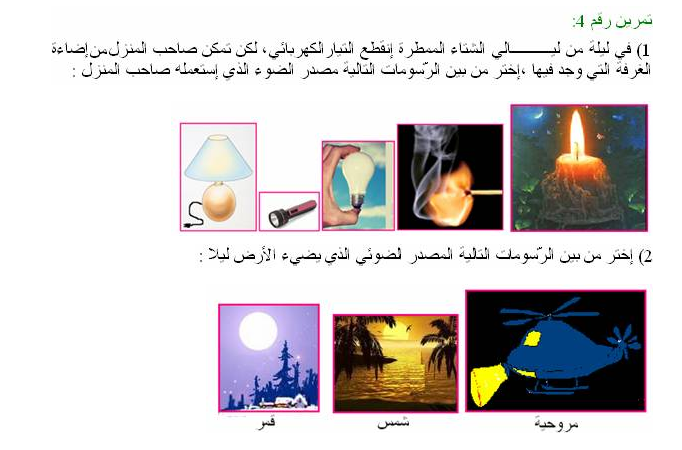 تمرين رقم 4:
1) في ليلة من ليـــــــــالي الشتاء الممطرة إنقطع التيار الكهربائي، لكن تمكن صاحب المنزل من إضاءة
الغرفة التي وجد فيها ،إختر من بين الرّسومات التالية مصدر الضوء الذي إستعمله صاحب المنزل :
2) إختر من بين الرّسومات التالية المصدر الضوئي الذي يضيء الأرض ليلا :
مروحية
شمس
قمر